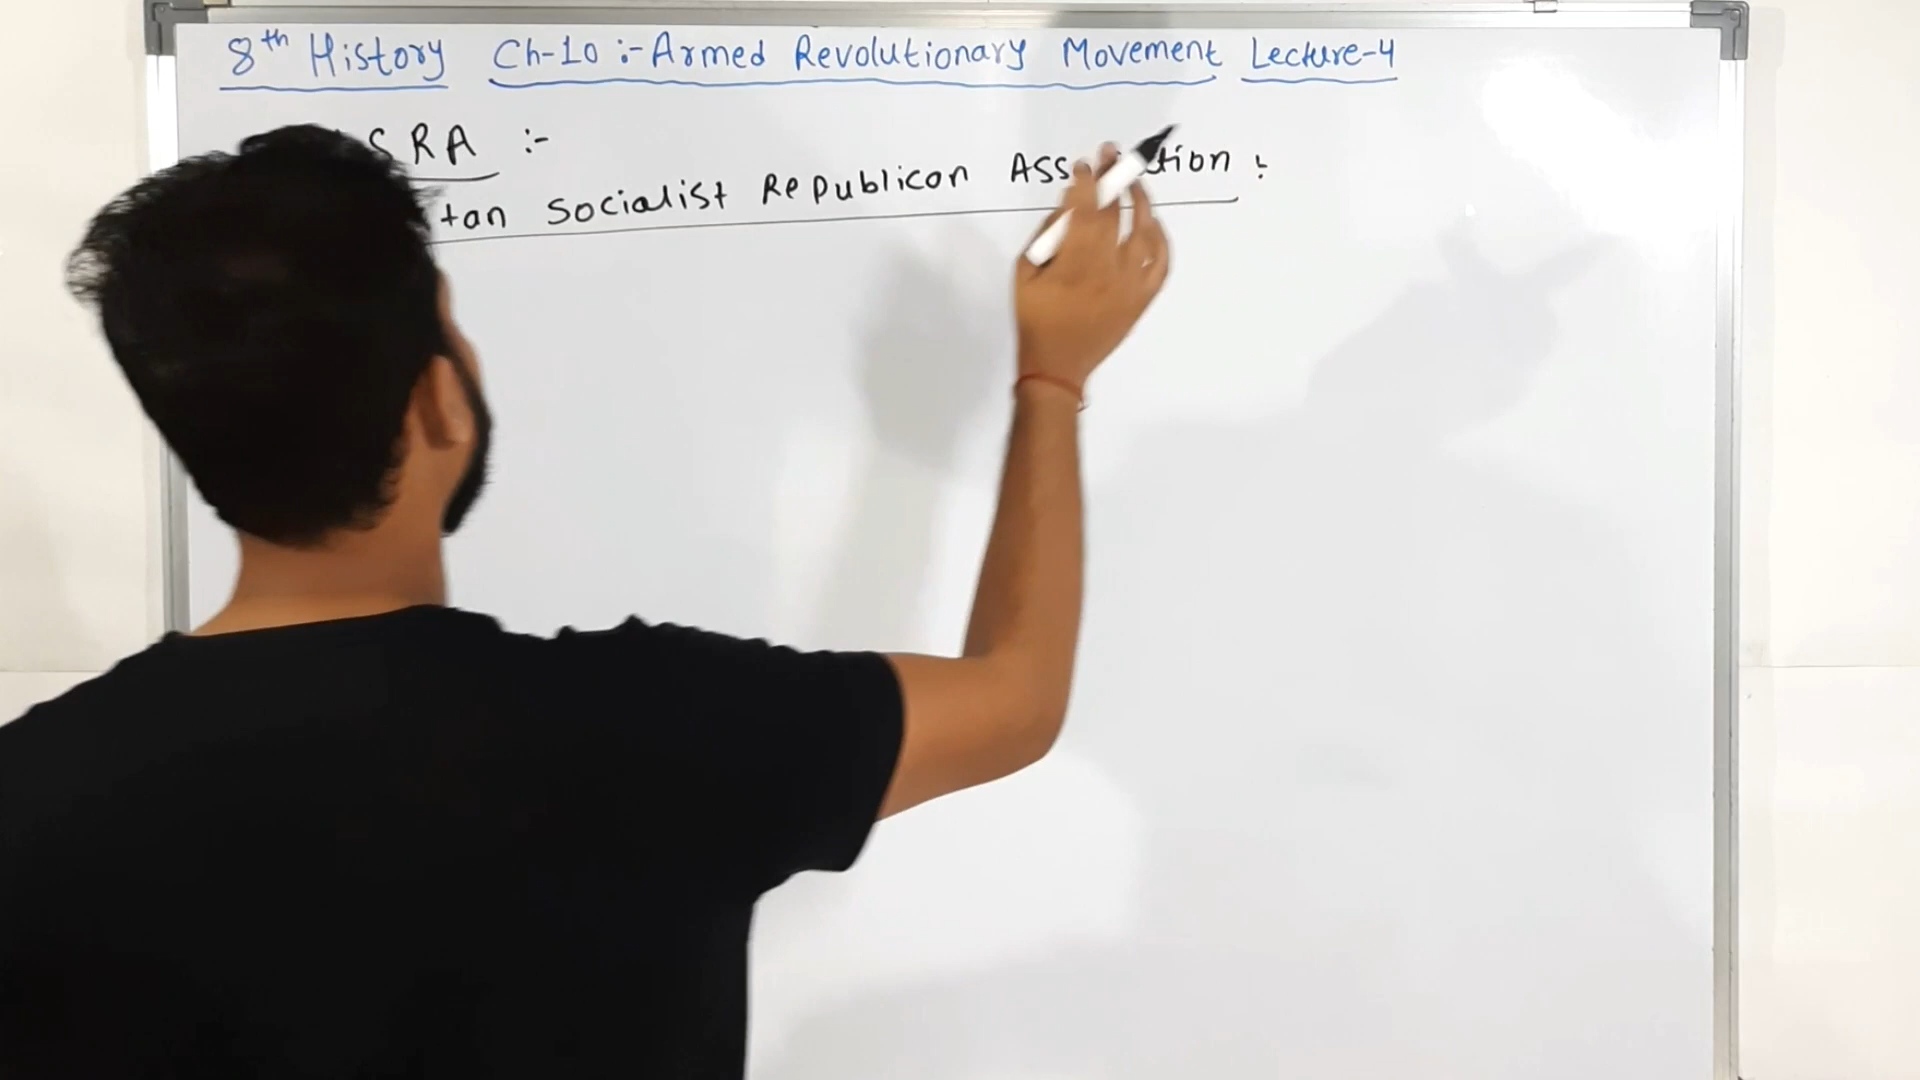 8th History Ch-10 :- Armed Revolutionary Movement Lecture-4
SRA :-
tan Socialist Republican Association :